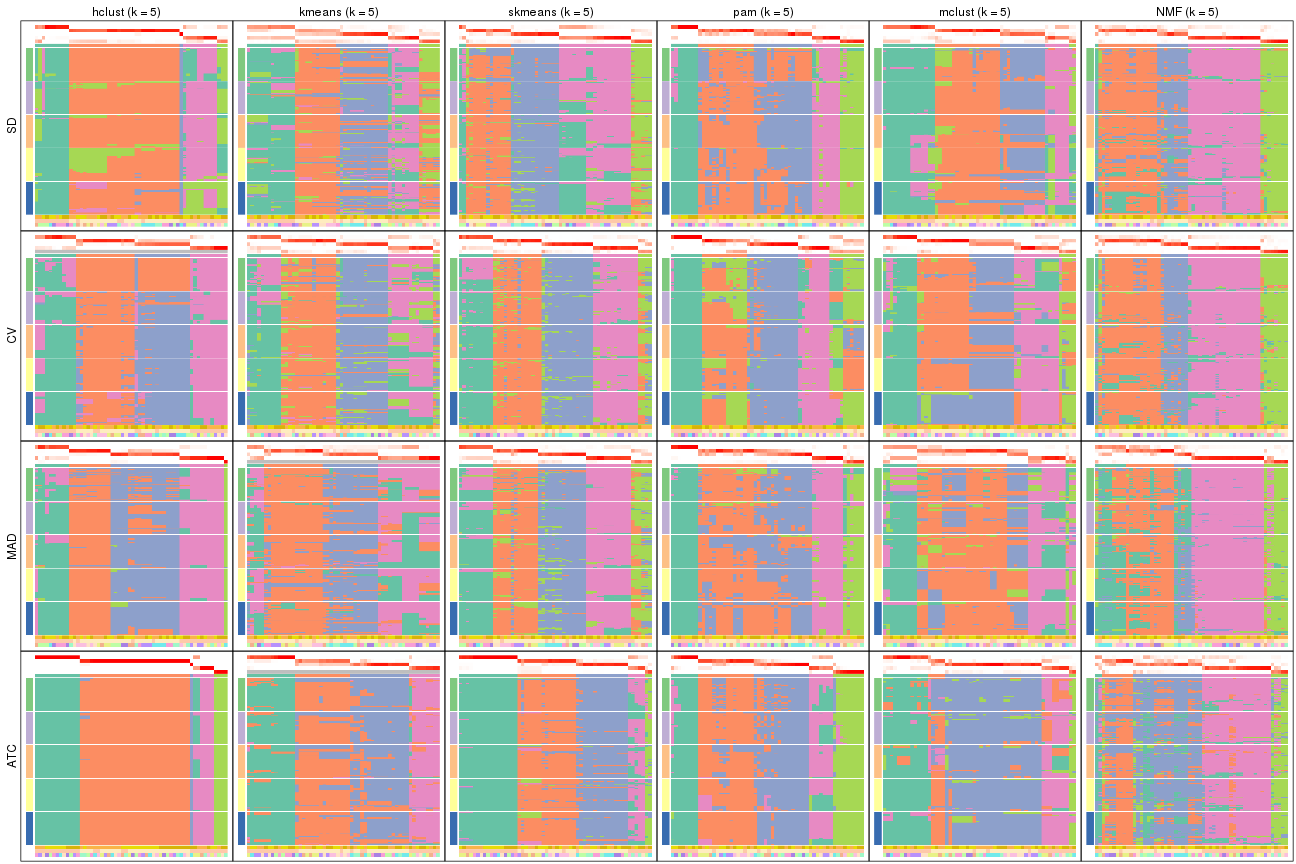 hclust (k = 5) kmeans (k = 5) skmeans (k = 5) pam (k = 5) mclust (k = 5) NMF (k = 5)
SD
CV
MAD
ATC